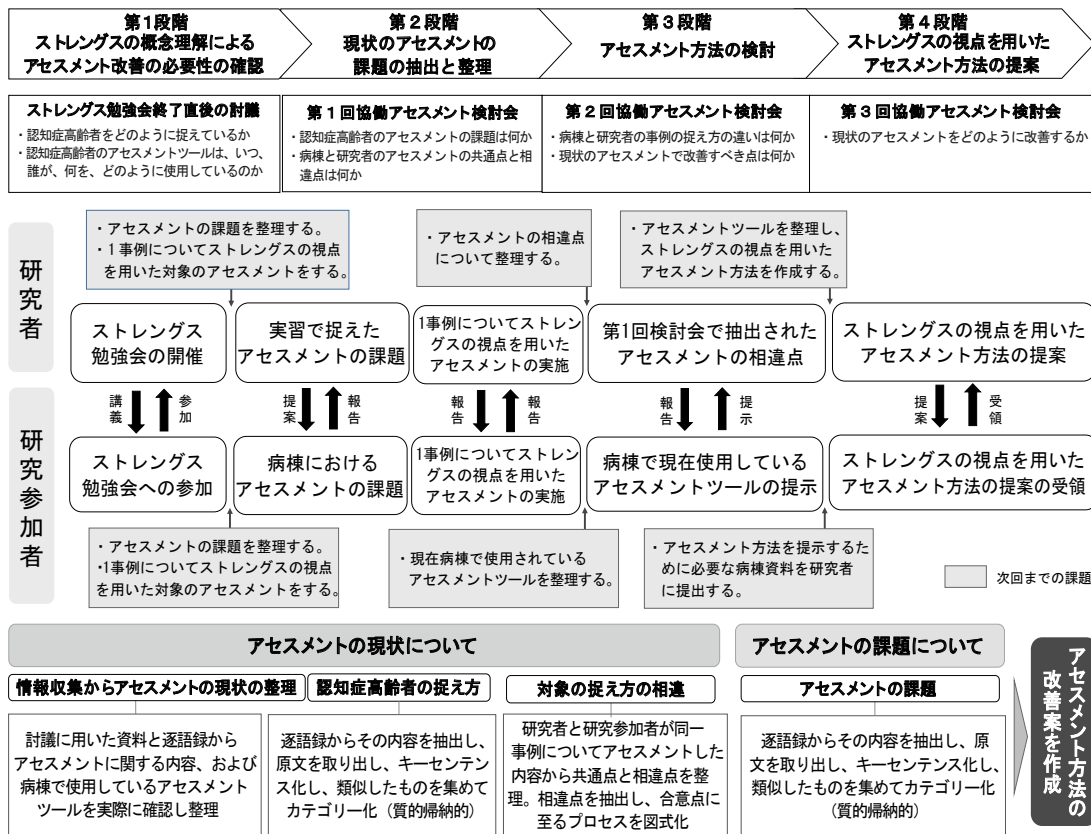 第1段階
ストレングスの概念理解による
アセスメント改善の必要性の確認
第２段階
現状のアセスメントの
課題の抽出と整理
第３段階
アセスメント方法の検討
第４段階
ストレングスの視点を用いた
アセスメント方法の提案
ストレングス勉強会終了直後の討議
・認知症高齢者をどのように捉えているか
・認知症高齢者のアセスメントツールは、いつ、
誰が、何を、どのように使用しているのか
第１回協働アセスメント検討会
・認知症高齢者のアセスメントの課題は何か
・病棟と研究者のアセスメントの共通点と相
違点は何か
第２回協働アセスメント検討会
・病棟と研究者の事例の捉え方の違いは何か
・現状のアセスメントで改善すべき点は何か
第３回協働アセスメント検討会
・現状のアセスメントをどのように改善するか
研究者
・アセスメントの課題を整理する。
・１事例についてストレングスの視点
を用いた対象のアセスメントをする。
・アセスメントの相違点
について整理する。
・アセスメントツールを整理し、
ストレングスの視点を用いた
アセスメント方法を作成する。
ストレングス
勉強会の開催
実習で捉えた
アセスメントの課題
1事例についてストレン
グスの視点を用いた
アセスメントの実施
第1回検討会で抽出された
アセスメントの相違点
ストレングスの視点を用いた
アセスメント方法の提案
講義
参加
提案
報告
報告
報告
報告
提示
提案
受領
研究参加者
ストレングス
勉強会への参加
病棟における
アセスメントの課題
1事例についてストレン
グスの視点を用いた
アセスメントの実施
病棟で現在使用している
アセスメントツールの提示
ストレングスの視点を用いた
アセスメント方法の提案の受領
・アセスメントの課題を整理する。
・1事例についてストレングスの視点
を用いた対象のアセスメントをする。
・現在病棟で使用されている
アセスメントツールを整理する。
・アセスメント方法を提示するた
めに必要な病棟資料を研究者
に提出する。
次回までの課題
アセスメントの現状について
アセスメントの課題について
情報収集からアセスメントの現状の整理
認知症高齢者の捉え方
対象の捉え方の相違
アセスメントの課題
討議に用いた資料と逐語録から
アセスメントに関する内容、および
病棟で使用しているアセスメント
ツールを実際に確認し整理
逐語録からその内容を抽出し、
原文を取り出し、キーセンテン
ス化し、類似したものを集めて
カテゴリー化（質的帰納的）
研究者と研究参加者が同一
事例についてアセスメントした
内容から共通点と相違点を整
理。相違点を抽出し、合意点に
至るプロセスを図式化
逐語録からその内容を抽出し、原
文を取り出し、キーセンテンス化し、
類似したものを集めてカテゴリー化
（質的帰納的）
アセスメント方法の
改善案を作成